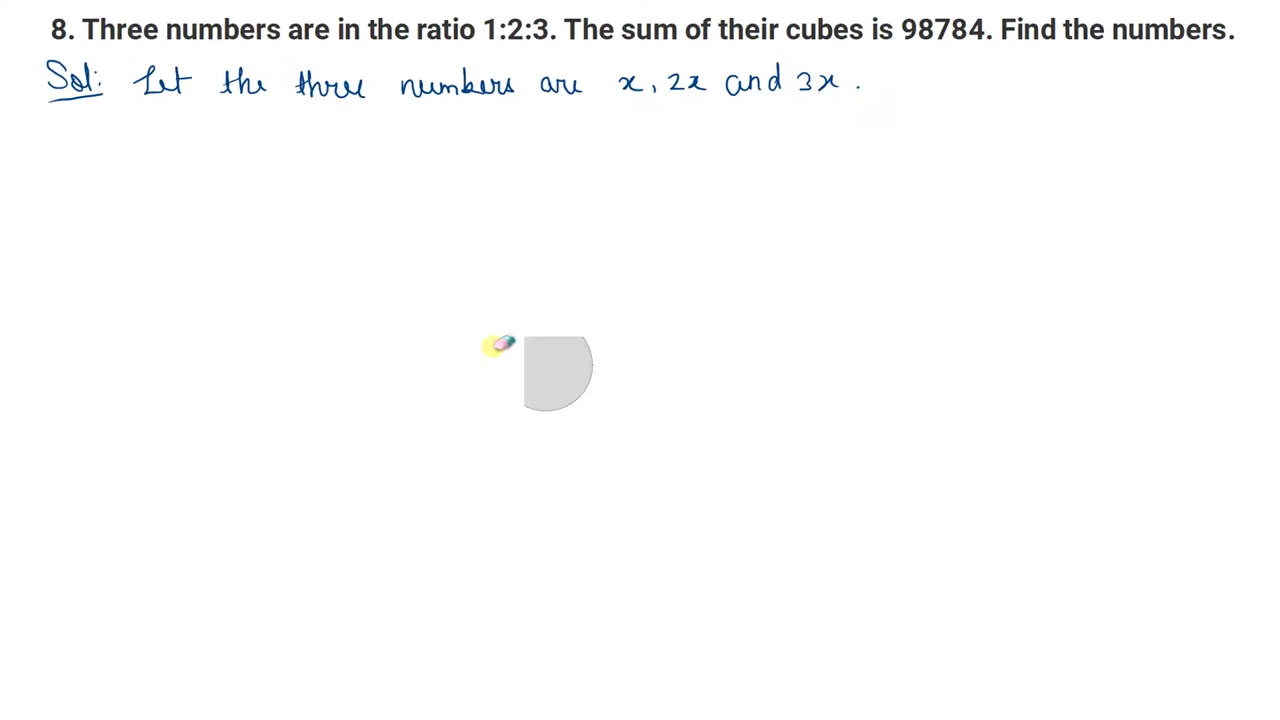 8. Three numbers are in the ratio 1:2:3. The sum of their cubes is 98784. Find the numbers.
Sol: Let the three numbers are x, 2x and 3x.